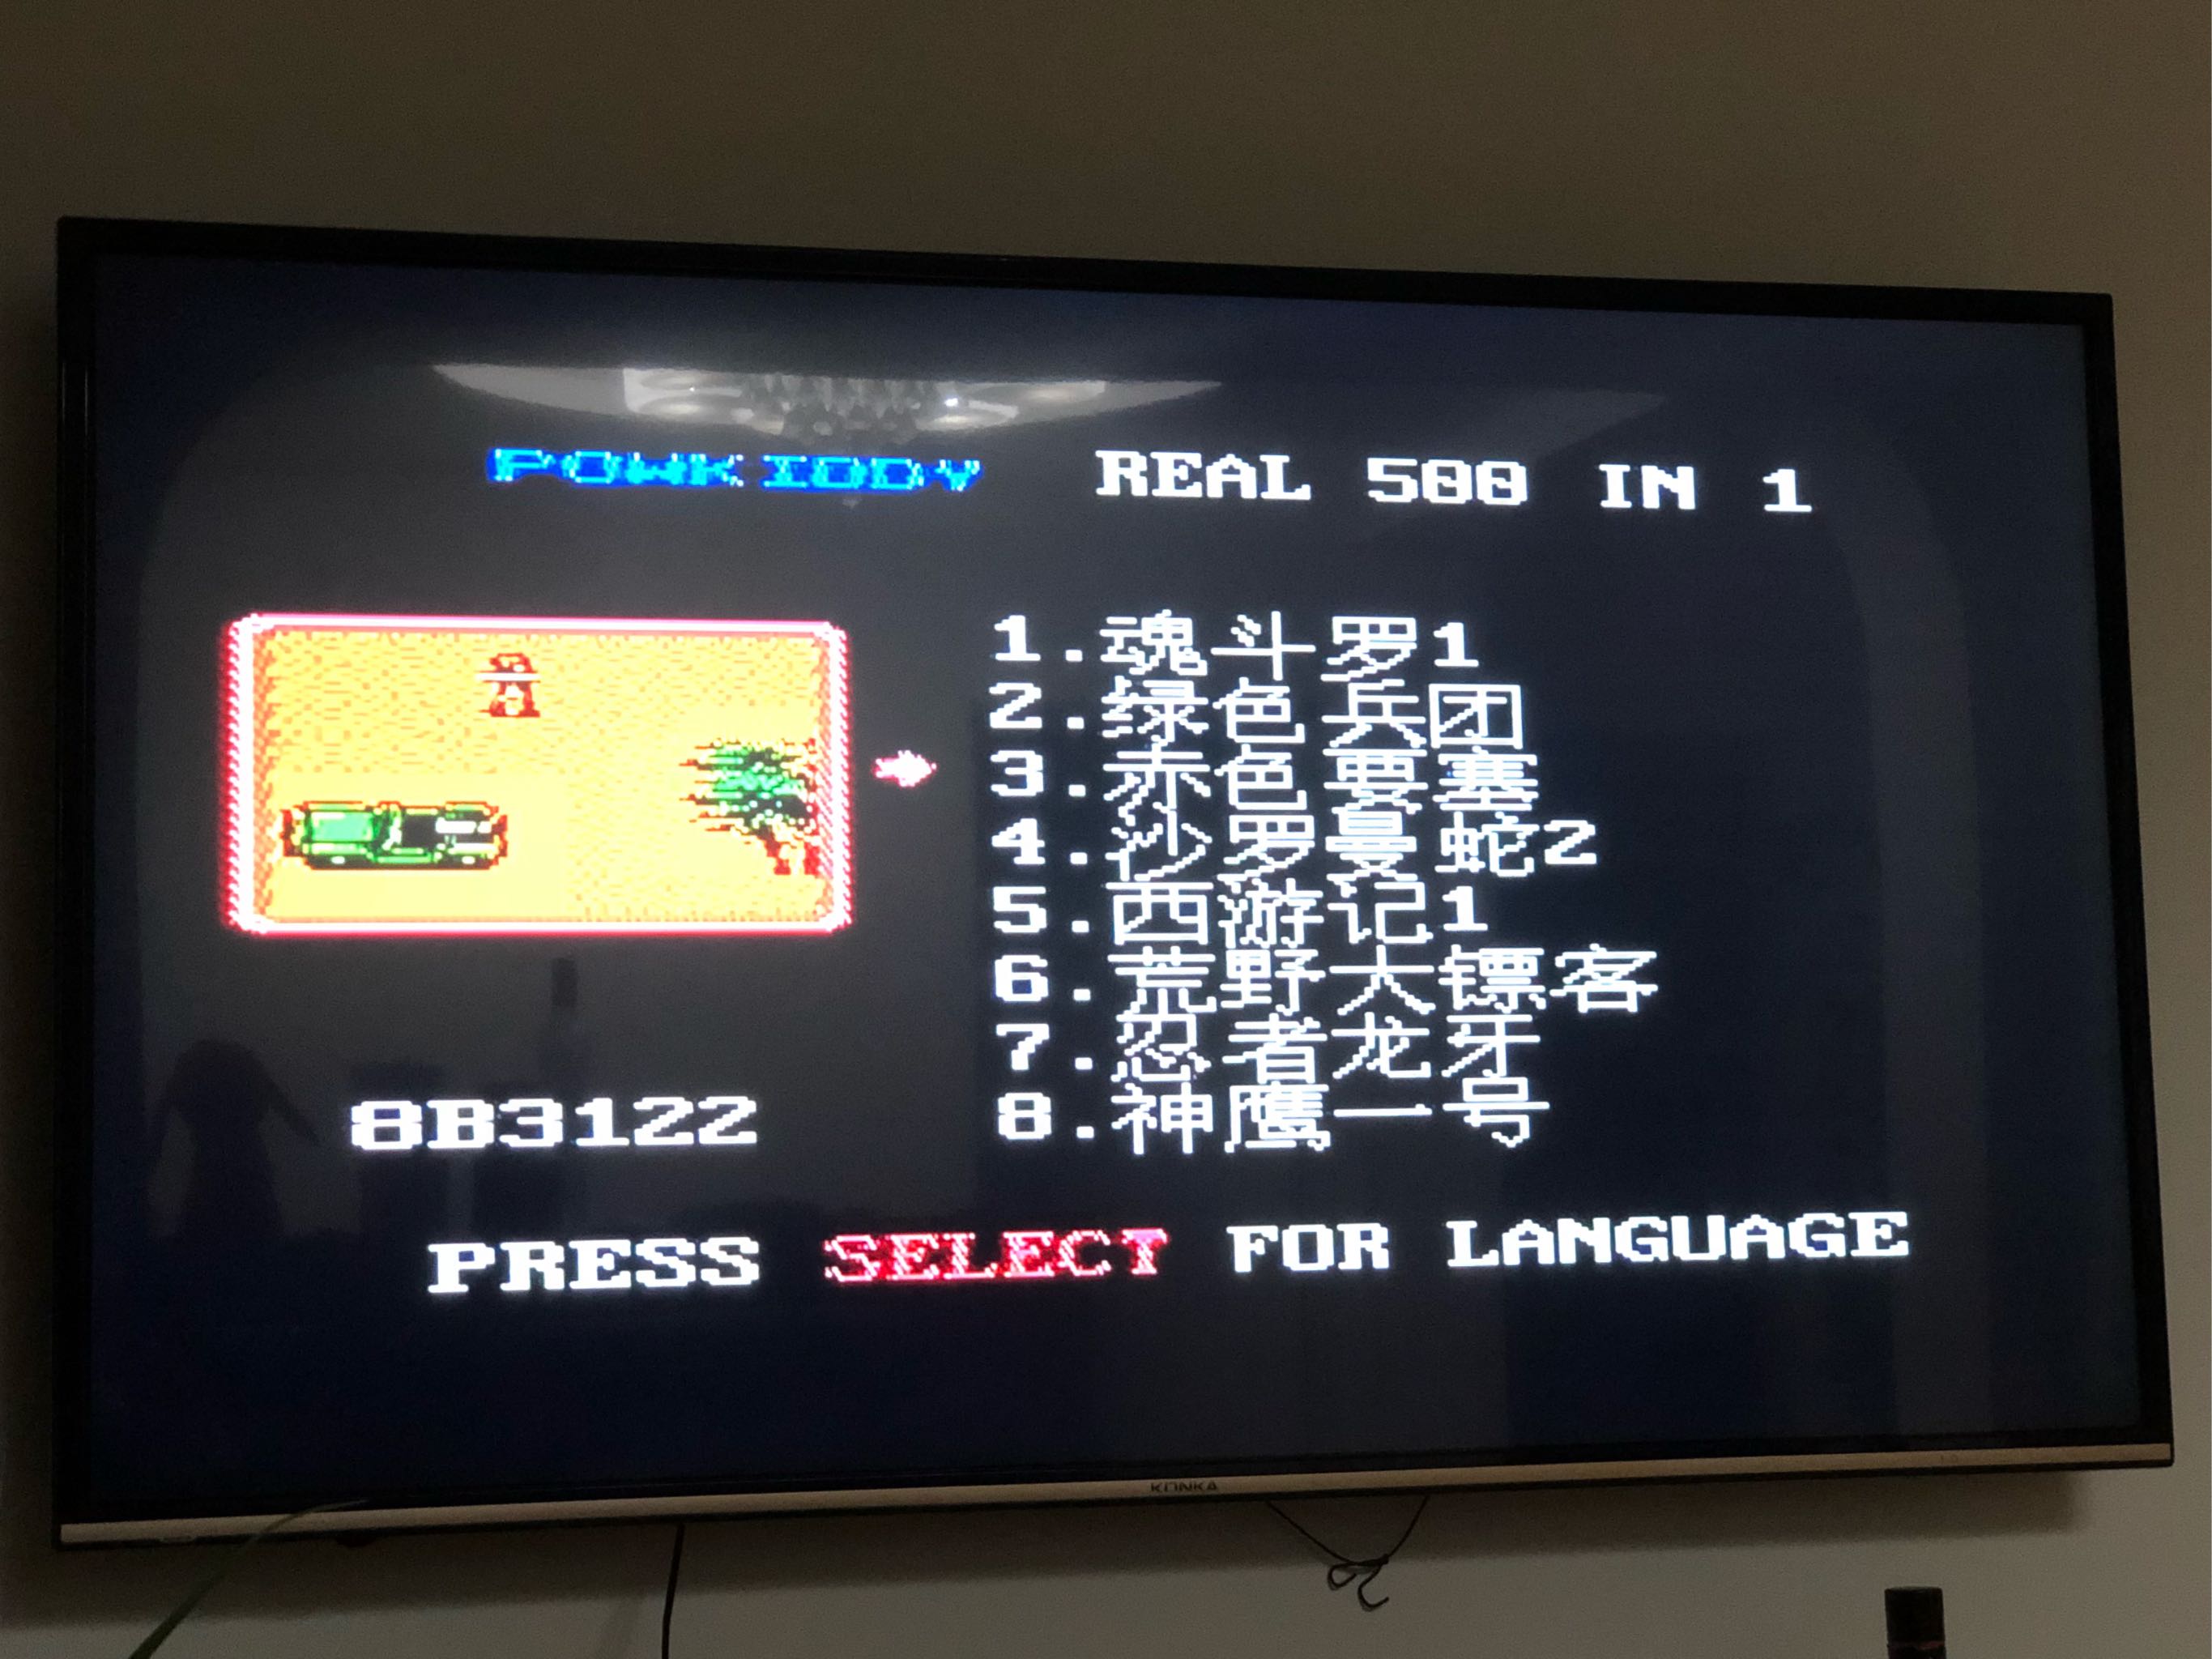 POWKIDDY REAL 500 IN 1
1.魂斗罗1
2.绿色兵团
3.赤色要塞
4.沙罗曼蛇2
5.西游记1
6.荒野大镖客
7.忍者龙牙
8.神鹰一号
8B3122
PRESS SELECT FOR LANGUAGE
KONKA